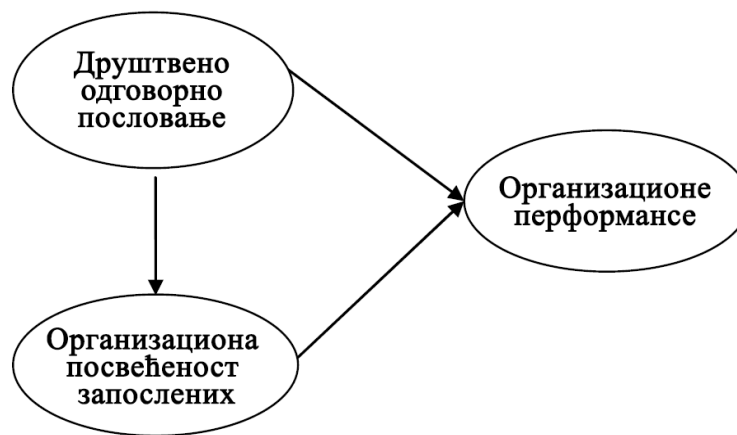 Друштвено
одговорно
пословање
Организационе
перформансе
Организациона
посвећеност
запослених